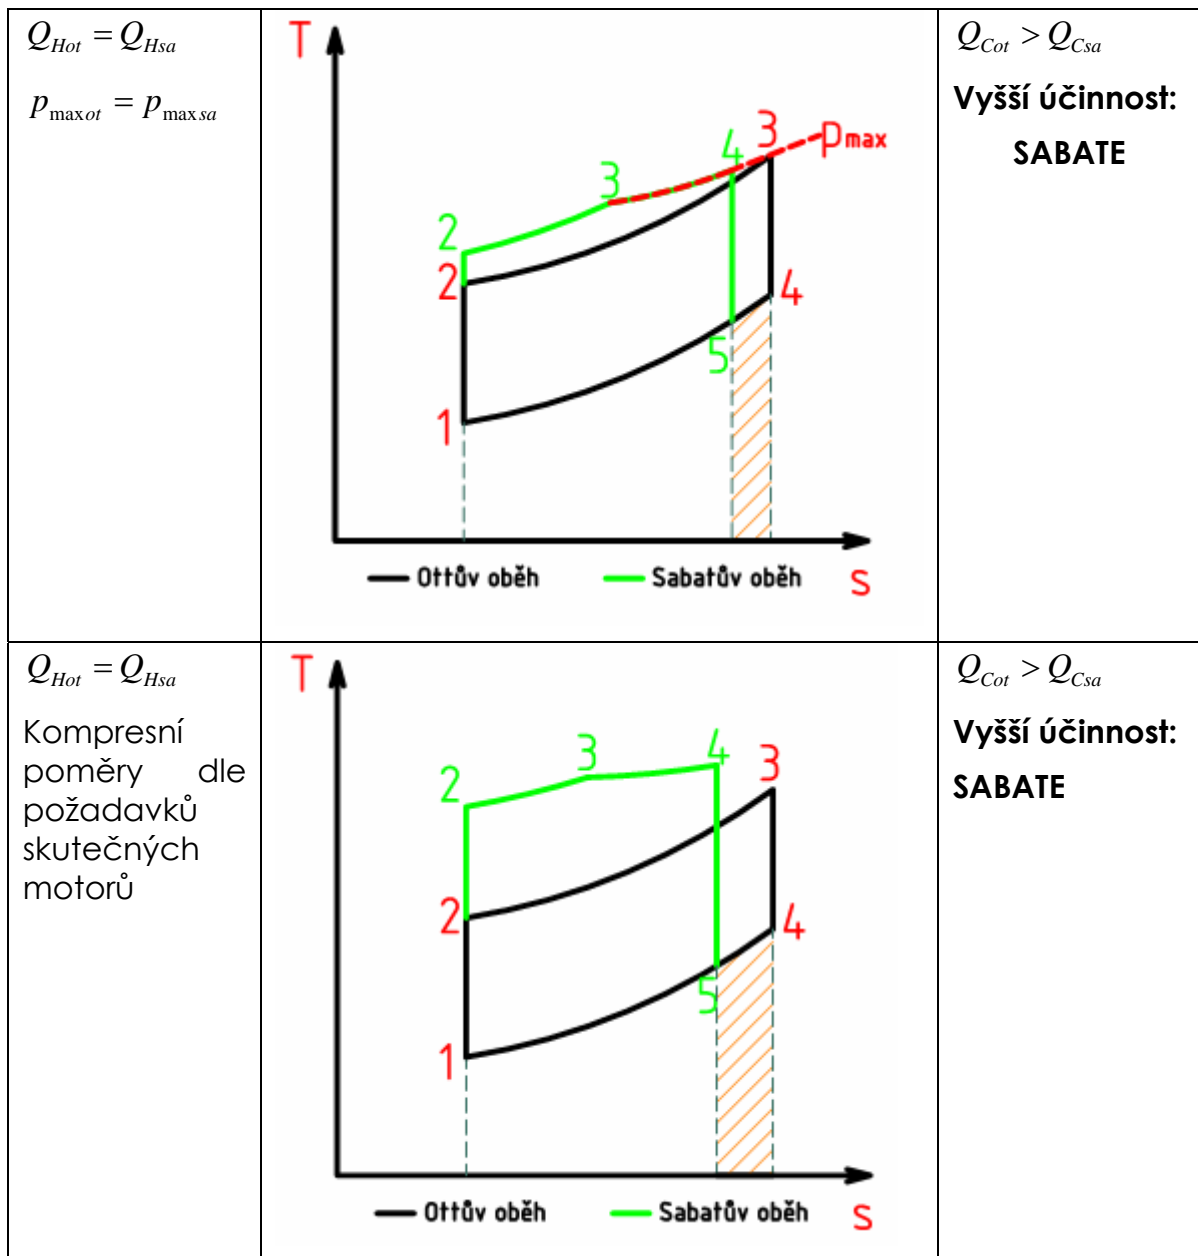 Q_Hot = Q_Hsa
p_maxot = p_maxsa
T
3
Pmax
4
3
2
2
4
5
1
Ottův oběh
Sabatův oběh
S
Q_Cot > Q_Csa
Vyšší účinnost:
SABATE
Q_Hot = Q_Hsa
Kompresní
poměry dle
požadavků
skutečných
motorů
T
3
4
3
2
2
4
5
1
Ottův oběh
Sabatův oběh
S
Q_Cot > Q_Csa
Vyšší účinnost:
SABATE